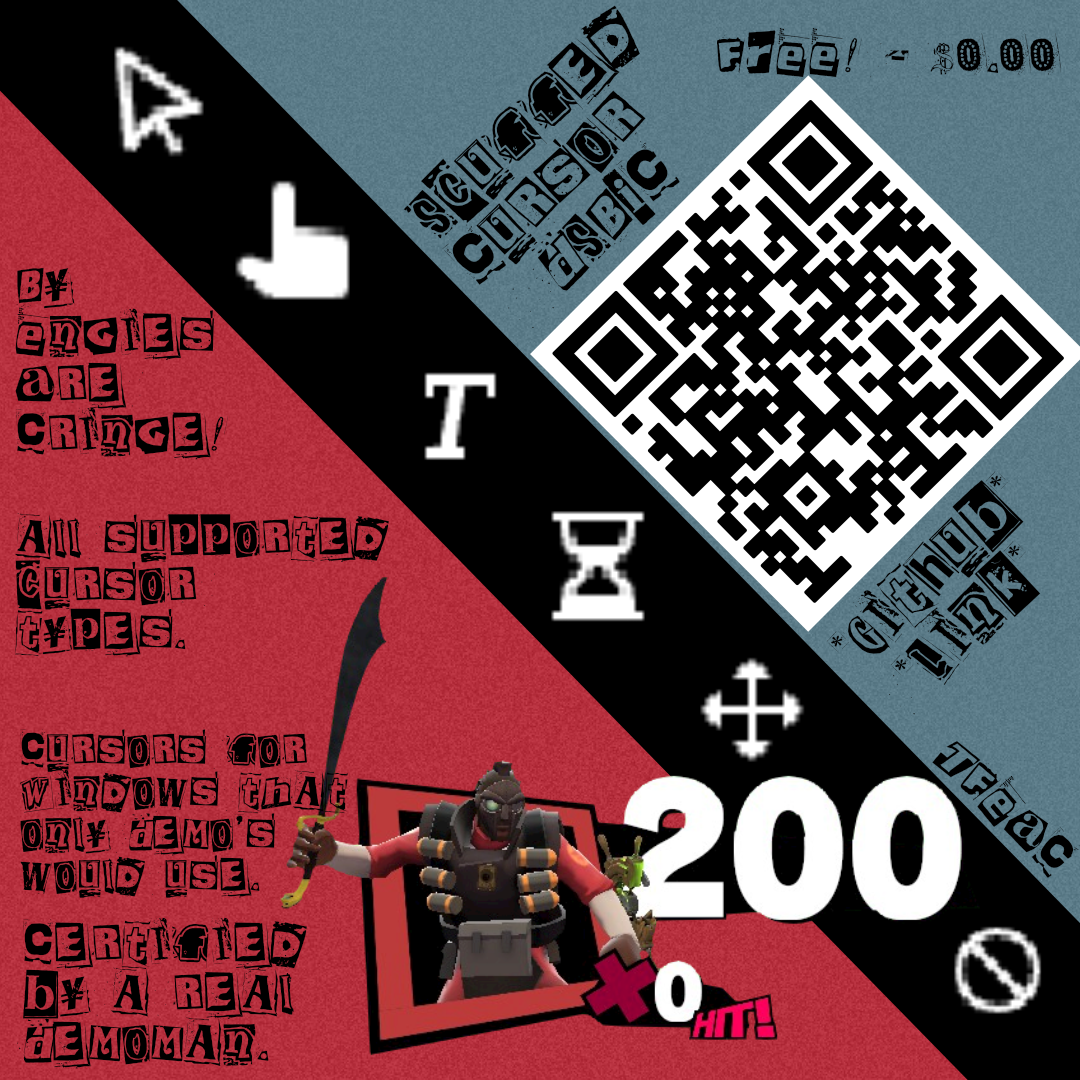 Free! - $0.00
SCUFFED
CURSOR
dSBiC
BY
enGIES
aRE
CRInGE!
T
All suppoRtED
CURSOR
tYPES.
*Github*
*LInK*
CURSORS foR
WInDOWS thAt
OnlY dEMO'S
WOUlD USE.
TFEaC
200
CERtIfIED
bY A REAl
dEMOMAn.
0
HIT!